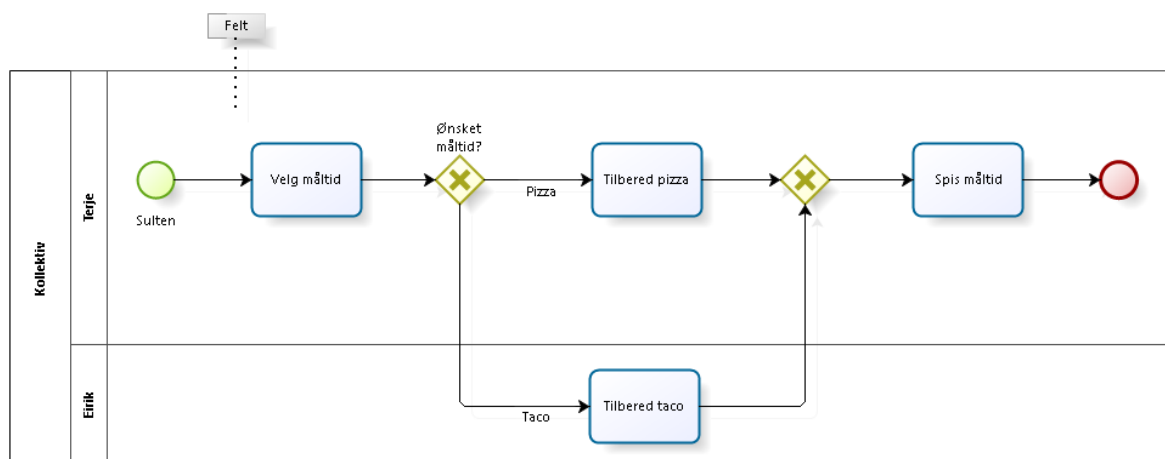 Felt
Kollektiv
Terje
Sulten
Velg måltid
Ønsket
måltid?
Pizza
Tilbered pizza
Spis måltid
Eirik
Taco
Tilbered taco